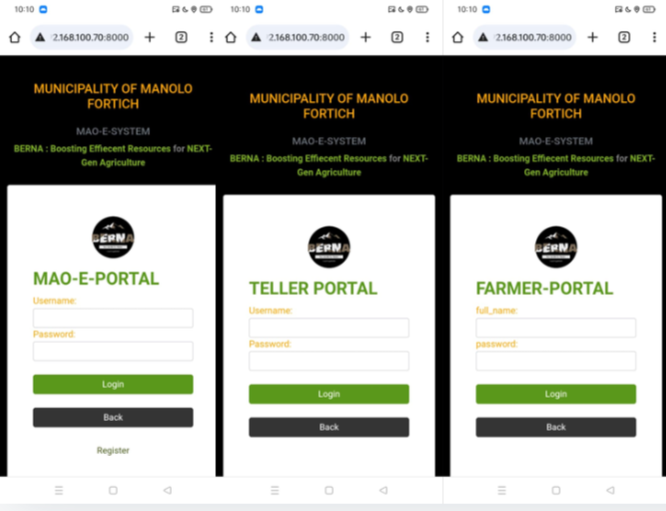 10:10
2.168.100.70:8000
2
MUNICIPALITY OF MANOLO
FORTICH
MAO-E-SYSTEM
BERNA : Boosting Effiecent Resources for NEXT-
Gen Agriculture
BERNA
MAO-E-PORTAL
Username:
Password:
Login
Back
Register
10:10
2.168.100.70:8000
2
MUNICIPALITY OF MANOLO
FORTICH
MAO-E-SYSTEM
BERNA : Boosting Effiecent Resources for NEXT-
Gen Agriculture
BERNA
TELLER PORTAL
Username:
Password:
Login
Back
10:10
2.168.100.70:8000
2
MUNICIPALITY OF MANOLO
FORTICH
MAO-E-SYSTEM
BERNA : Boosting Effiecent Resources for NEXT-
Gen Agriculture
BERNA
FARMER-PORTAL
full_name:
password:
Login
Back